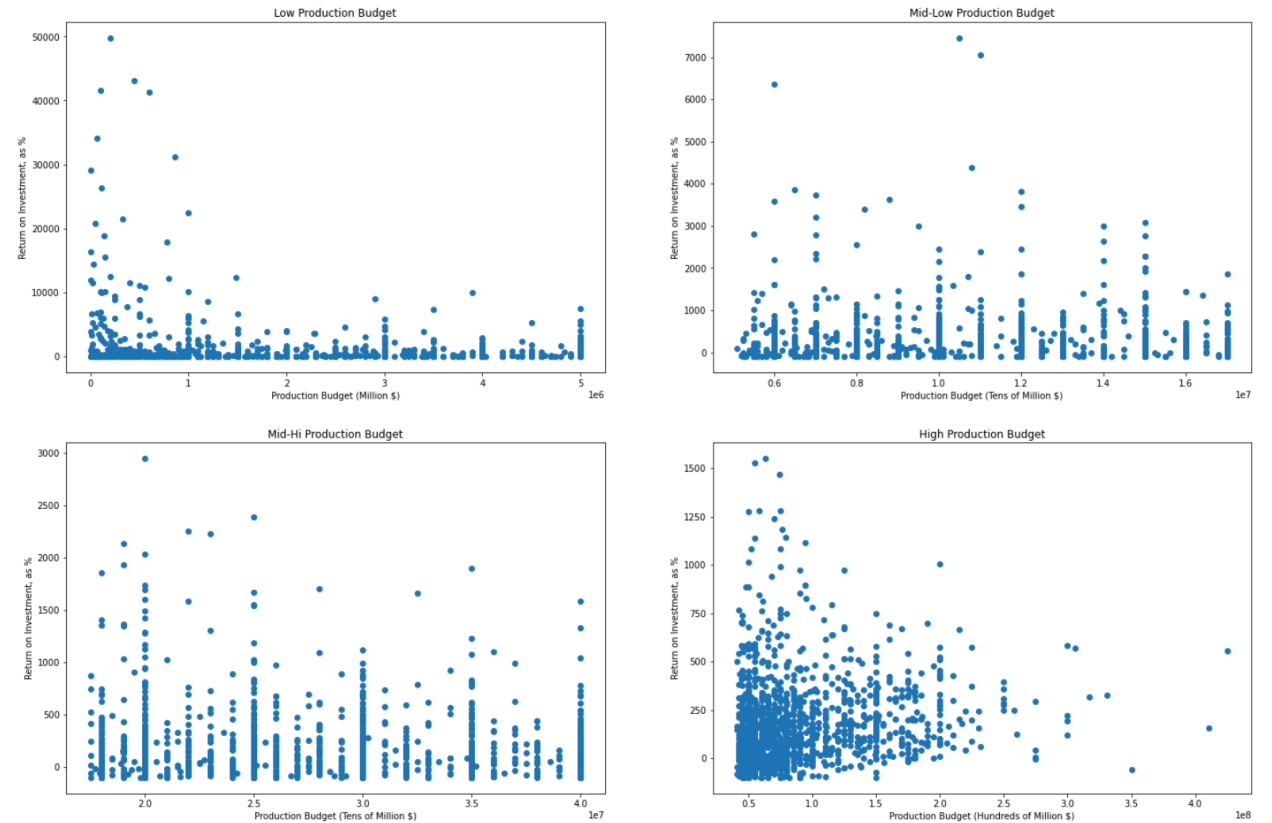 Low Production Budget
50000
40000
30000
20000
10000
0
Return on Investment, as %
0 1 2 3 4 5
1e6
Production Budget (Million $)
Mid-Low Production Budget
7000
6000
5000
4000
3000
2000
1000
0
Return on Investment, as %
0.6 0.8 1.0 1.2 1.4 1.6
1e7
Production Budget (Tens of Million $)
Mid-Hi Production Budget
3000
2500
2000
1500
1000
500
0
Return on Investment, as %
2.0 2.5 3.0 3.5 4.0
1e7
Production Budget (Tens of Million $)
High Production Budget
1500
1250
1000
750
500
250
0
Return on Investment, as %
0.5 1.0 1.5 2.0 2.5 3.0 3.5 4.0
1e8
Production Budget (Hundreds of Million $)